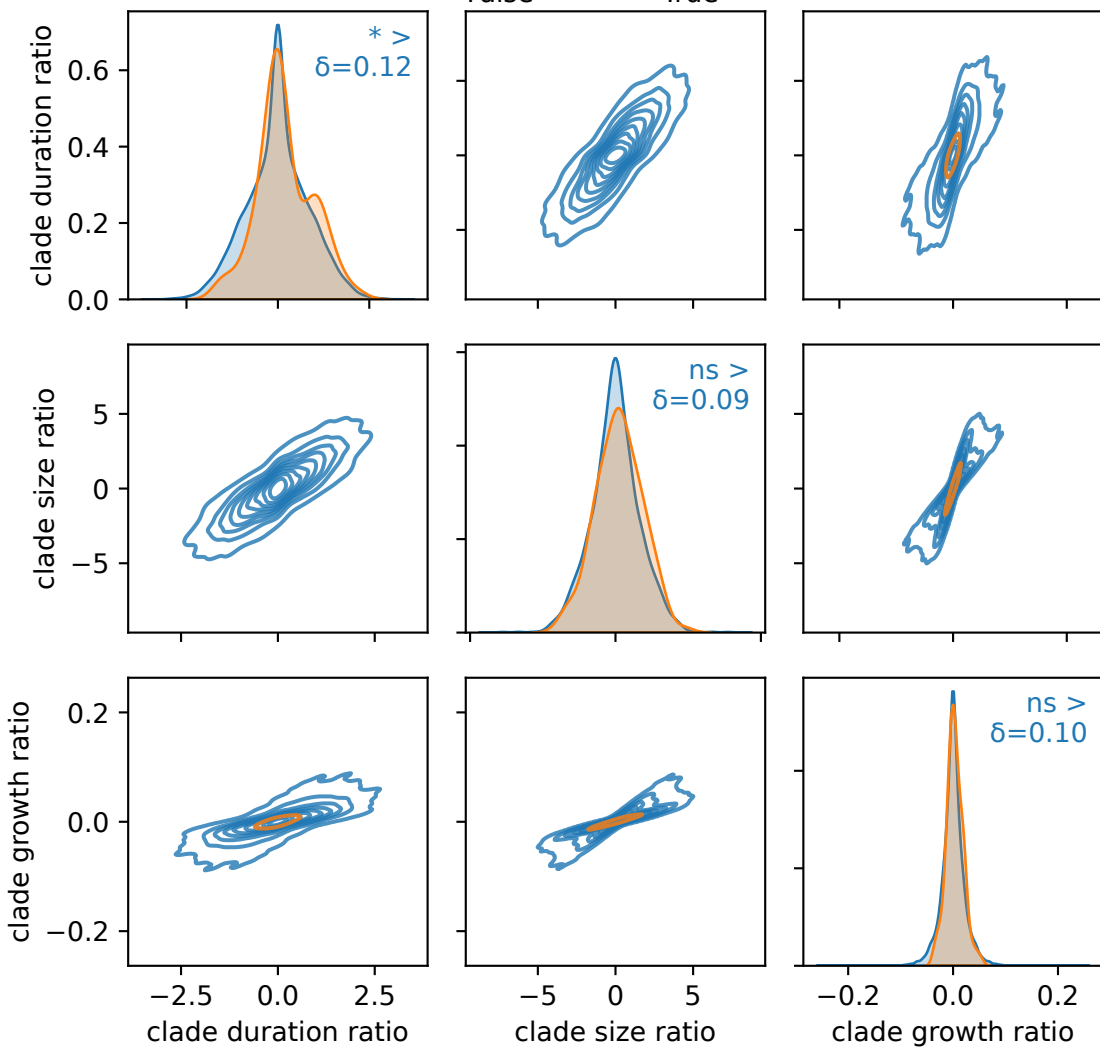 clade duration ratio
0.6
0.4
0.2
0.0
* >
δ=0.12
clade size ratio
5
0
−5
ns >
δ=0.09
clade growth ratio
0.2
0.0
−0.2
ns >
δ=0.10
−2.5 0.0 2.5
−5 0 5
−0.2 0.0 0.2
clade duration ratio
clade size ratio
clade growth ratio